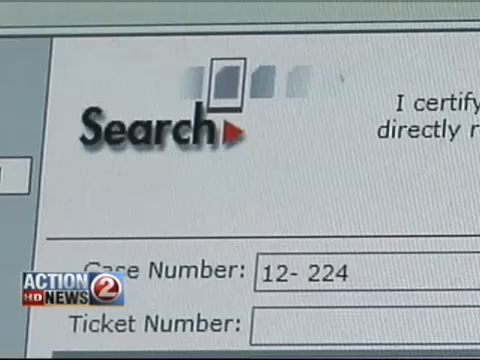 Search
I certify
directly r
Case Number: 12- 224
ACTION 2
HD NEWS
Ticket Number: